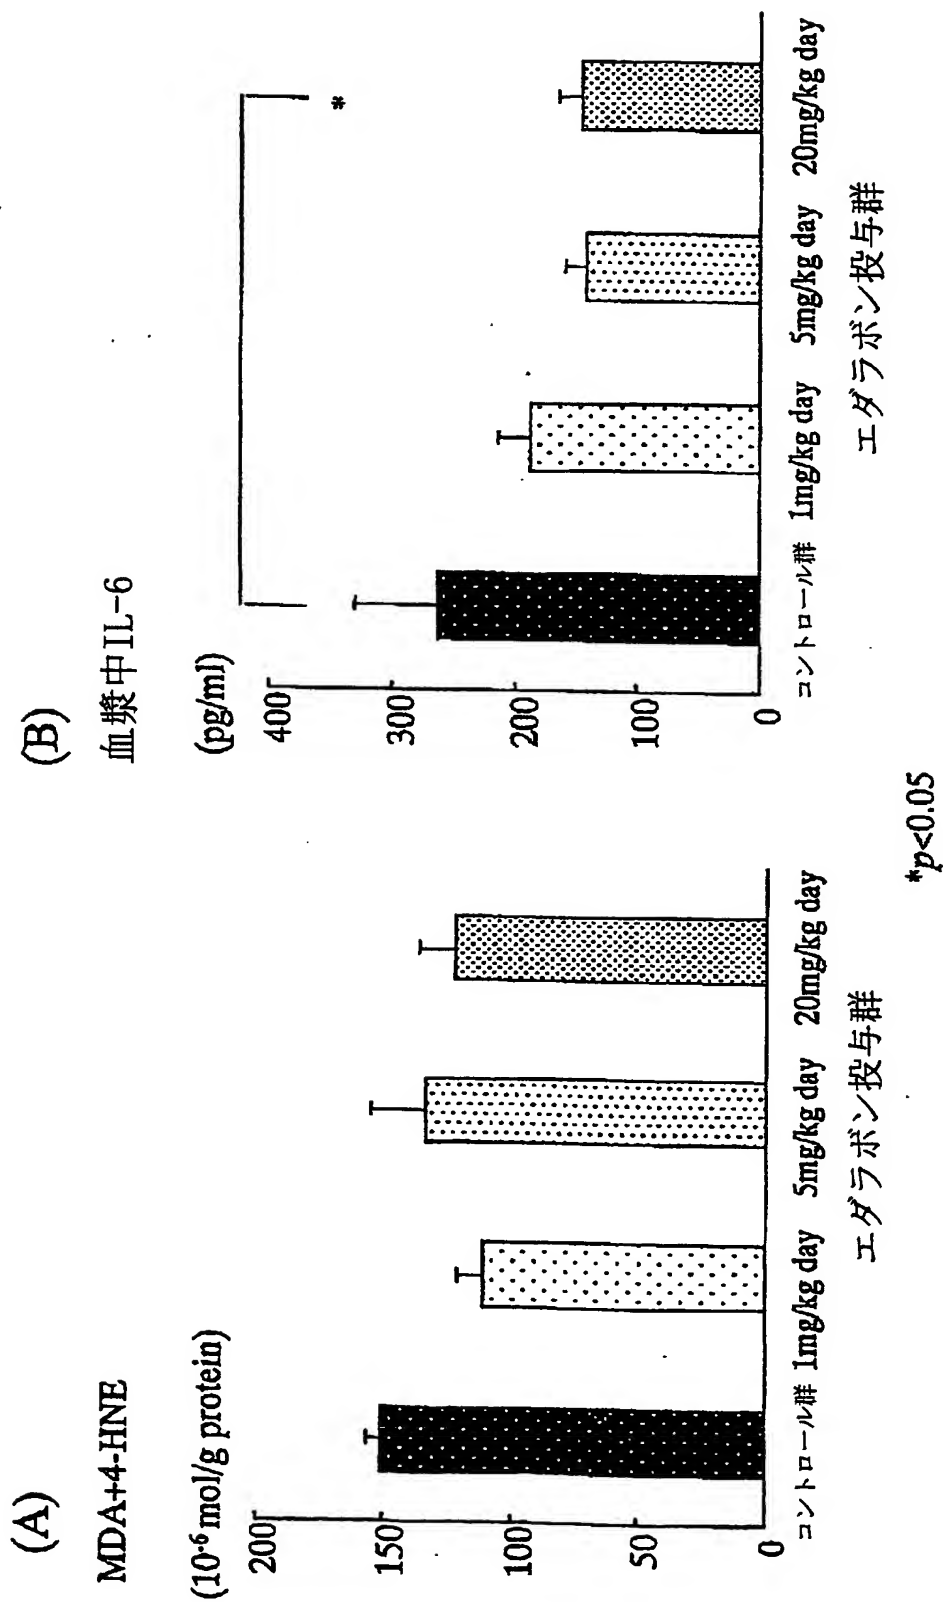 (A)
MDA+4-HNE
(10⁻⁶ mol/g protein)
200
150
100
50
0
コントロール群 1mg/kg day 5mg/kg day 20mg/kg day
エダラボン投与群
(B)
血漿中IL-6
(pg/ml)
400
300
200
100
0
*
コントロール群 1mg/kg day 5mg/kg day 20mg/kg day
エダラボン投与群
*p<0.05